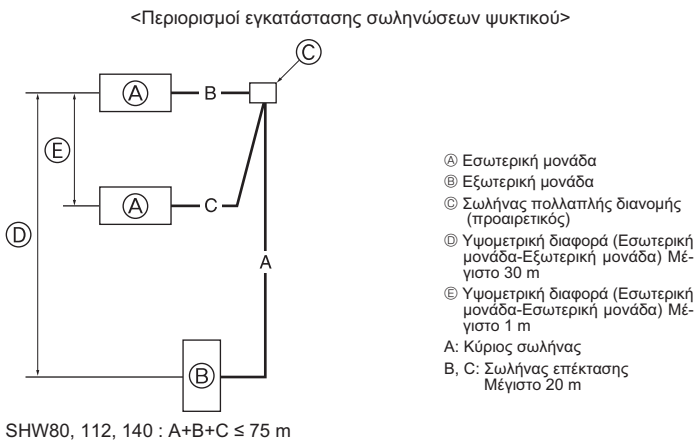 <Περιορισμοί εγκατάστασης σωληνώσεων ψυκτικού>
Ⓒ
Ⓐ B
Ⓔ
Ⓐ C
Ⓓ
A
Ⓑ
Ⓐ Εσωτερική μονάδα
Ⓑ Εξωτερική μονάδα
Ⓒ Σωλήνας πολλαπλής διανομής
(προαιρετικός)
Ⓓ Υψομετρική διαφορά (Εσωτερική
μονάδα-Εξωτερική μονάδα) Μέ-
γιστο 30 m
Ⓔ Υψομετρική διαφορά (Εσωτερική
μονάδα-Εσωτερική μονάδα) Μέ-
γιστο 1 m
A: Κύριος σωλήνας
B, C: Σωλήνας επέκτασης
Μέγιστο 20 m
SHW80, 112, 140 : A+B+C ≤ 75 m